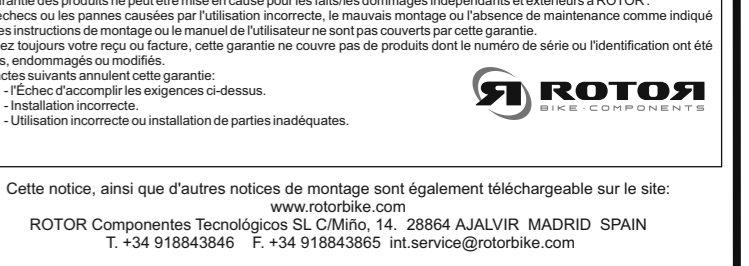 garantie des produits ne peut être mise en cause pour les faits/les dommages indépendants et extérieurs à ROTOR .
échecs ou les pannes causées par l'utilisation incorrecte, le mauvais montage ou l'absence de maintenance comme indiqué
les instructions de montage ou le manuel de l'utilisateur ne sont pas couverts par cette garantie.
ez toujours votre reçu ou facture, cette garantie ne couvre pas de produits dont le numéro de série ou l'identification ont été
s, endommagés ou modifiés.
actes suivants annulent cette garantie:
- l'Échec d'accomplir les exigences ci-dessus.
- Installation incorrecte.
- Utilisation incorrecte ou installation de parties inadéquates.
ROTOR
BIKE · COMPONENTS
Cette notice, ainsi que d'autres notices de montage sont également téléchargeable sur le site:
www.rotorbike.com
ROTOR Componentes Tecnológicos SL C/Miño, 14. 28864 AJALVIR MADRID SPAIN
T. +34 918843846 F. +34 918843865 int.service@rotorbike.com